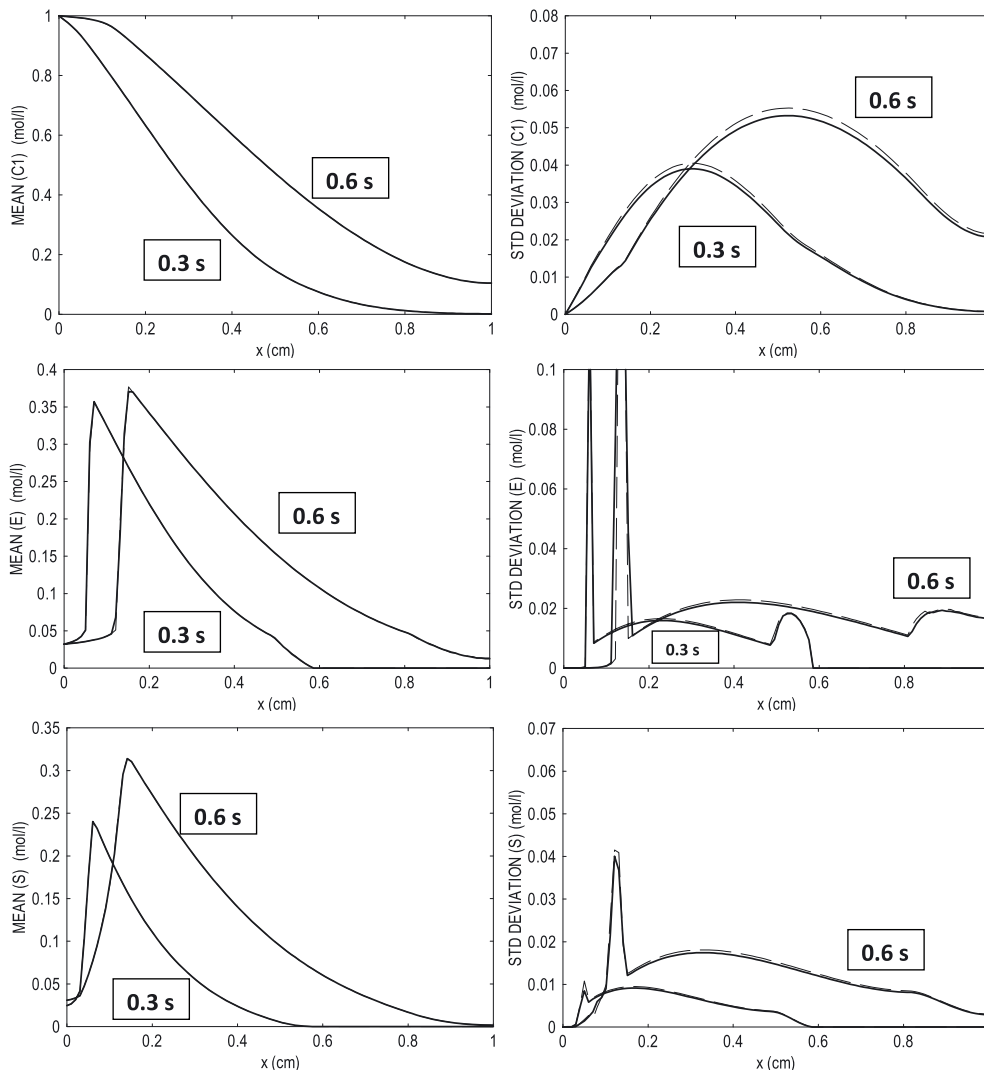 MEAN (C1) (mol/l)
1
0.8
0.6
0.4
0.2
0
0.6 s
0.3 s
0 0.2 0.4 0.6 0.8 1
x (cm)
STD DEVIATION (C1) (mol/l)
0.08
0.07
0.06
0.05
0.04
0.03
0.02
0.01
0
0.6 s
0.3 s
0 0.2 0.4 0.6 0.8
x (cm)
MEAN (E) (mol/l)
0.4
0.35
0.3
0.25
0.2
0.15
0.1
0.05
0
0.6 s
0.3 s
0 0.2 0.4 0.6 0.8 1
x (cm)
STD DEVIATION (E) (mol/l)
0.1
0.08
0.06
0.04
0.02
0
0.6 s
0.3 s
0 0.2 0.4 0.6 0.8
x (cm)
MEAN (S) (mol/l)
0.35
0.3
0.25
0.2
0.15
0.1
0.05
0
0.6 s
0.3 s
0 0.2 0.4 0.6 0.8 1
x (cm)
STD DEVIATION (S) (mol/l)
0.07
0.06
0.05
0.04
0.03
0.02
0.01
0
0.6 s
0 0.2 0.4 0.6 0.8
x (cm)